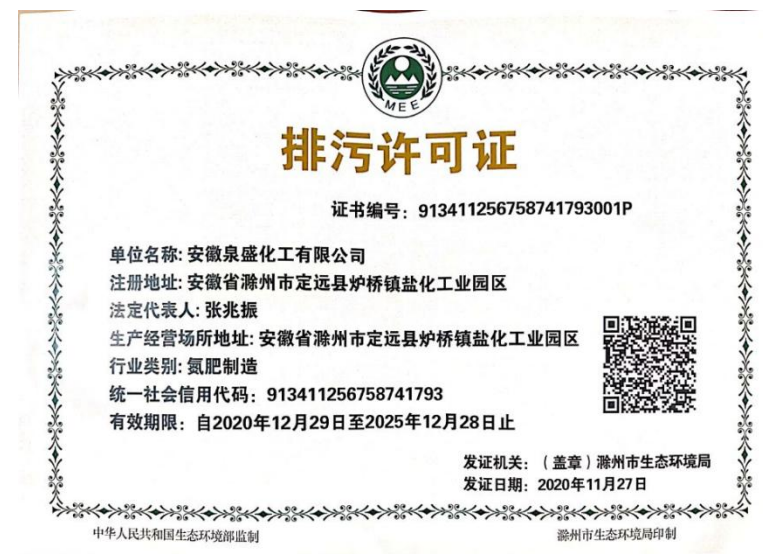 MEE
排污许可证
证书编号：913411256758741793001P
单位名称: 安徽泉盛化工有限公司
注册地址: 安徽省滁州市定远县炉桥镇盐化工业园区
法定代表人: 张兆振
生产经营场所地址: 安徽省滁州市定远县炉桥镇盐化工业园区
行业类别: 氮肥制造
统一社会信用代码：913411256758741793
有效期限：自2020年12月29日至2025年12月28日止
发证机关：（盖章）滁州市生态环境局
发证日期：2020年11月27日
中华人民共和国生态环境部监制
滁州市生态环境局印制